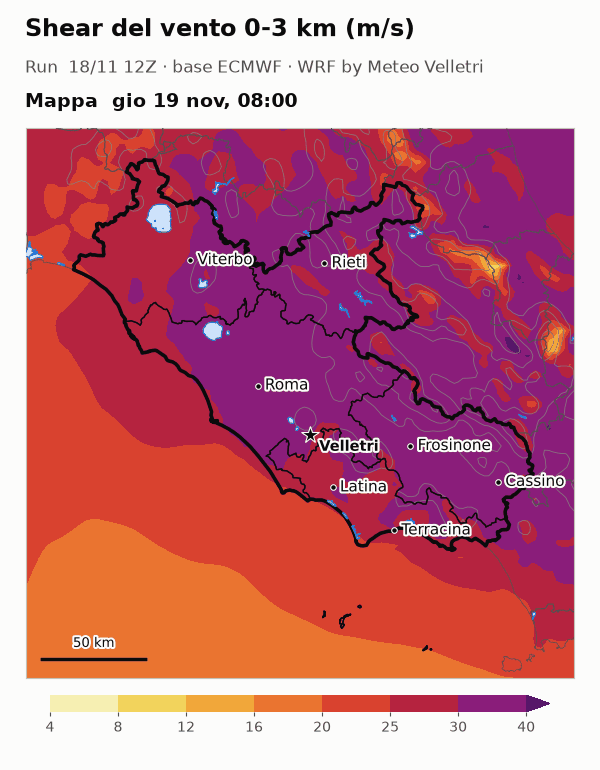 Shear del vento 0-3 km (m/s)
Run  18/11 12Z · base ECMWF · WRF by Meteo Velletri
Mappa  gio 19 nov, 08:00
Viterbo
Rieti
Roma
Velletri
Frosinone
Cassino
Latina
Terracina
50 km
4 8 12 16 20 25 30 40